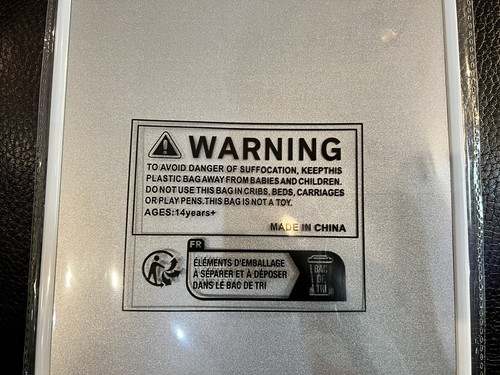 WARNING
TO AVOID DANGER OF SUFFOCATION, KEEPTHIS
PLASTIC BAG AWAY FROM BABIES AND CHILDREN.
DO NOT USE THIS BAG IN CRIBS, BEDS, CARRIAGES
OR PLAY PENS.THIS BAG IS NOT A TOY.
AGES:14years+
MADE IN CHINA
FR
ÉLÉMENTS D'EMBALLAGE
À SÉPARER ET À DÉPOSER
DANS LE BAC DE TRI
BAC
DE
TRI